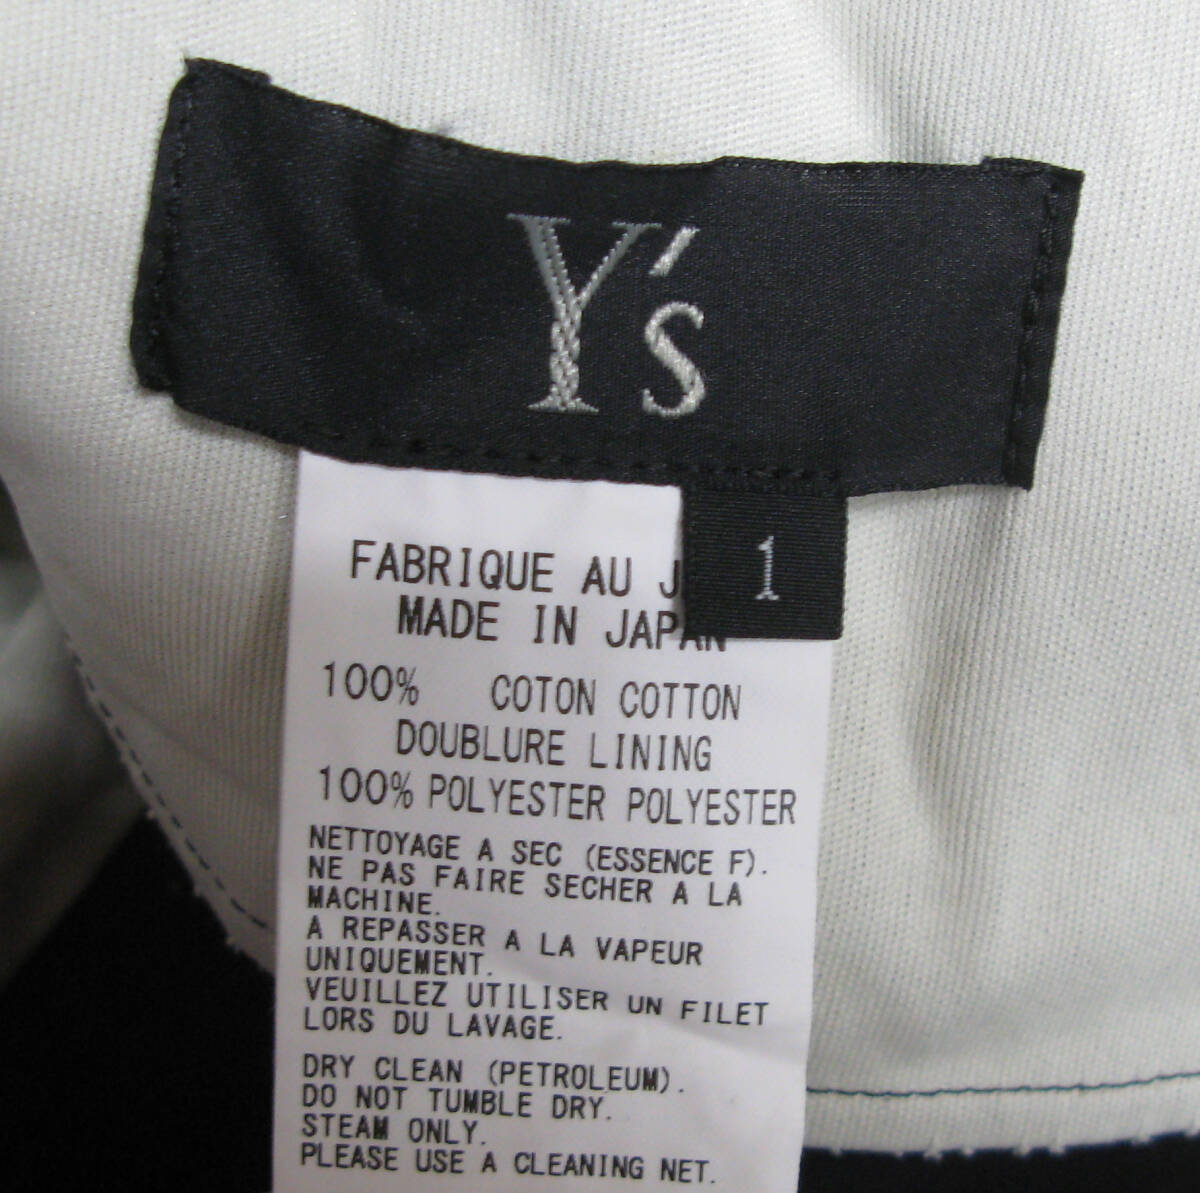 Y's
1
FABRIQUE AU
MADE IN JAPAN
100% COTON COTTON
DOUBLURE LINING
100% POLYESTER POLYESTER
NETTOYAGE A SEC (ESSENCE F).
NE PAS FAIRE SECHER A LA
MACHINE.
A REPASSER A LA VAPEUR
UNIQUEMENT.
VEUILLEZ UTILISER UN FILET
LORS DU LAVAGE.
DRY CLEAN (PETROLEUM).
DO NOT TUMBLE DRY.
STEAM ONLY.
PLEASE USE A CLEANING NET.